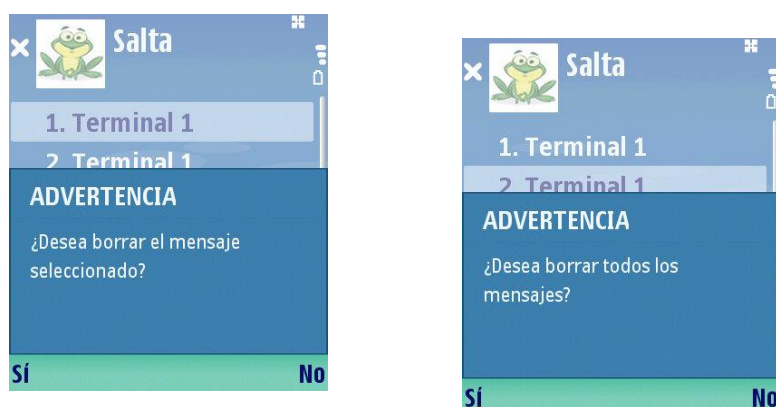 Salta
1. Terminal 1
2. Terminal 1
ADVERTENCIA
¿Desea borrar el mensaje
seleccionado?
Sí No
Salta
1. Terminal 1
2. Terminal 1
ADVERTENCIA
¿Desea borrar todos los
mensajes?
Sí No